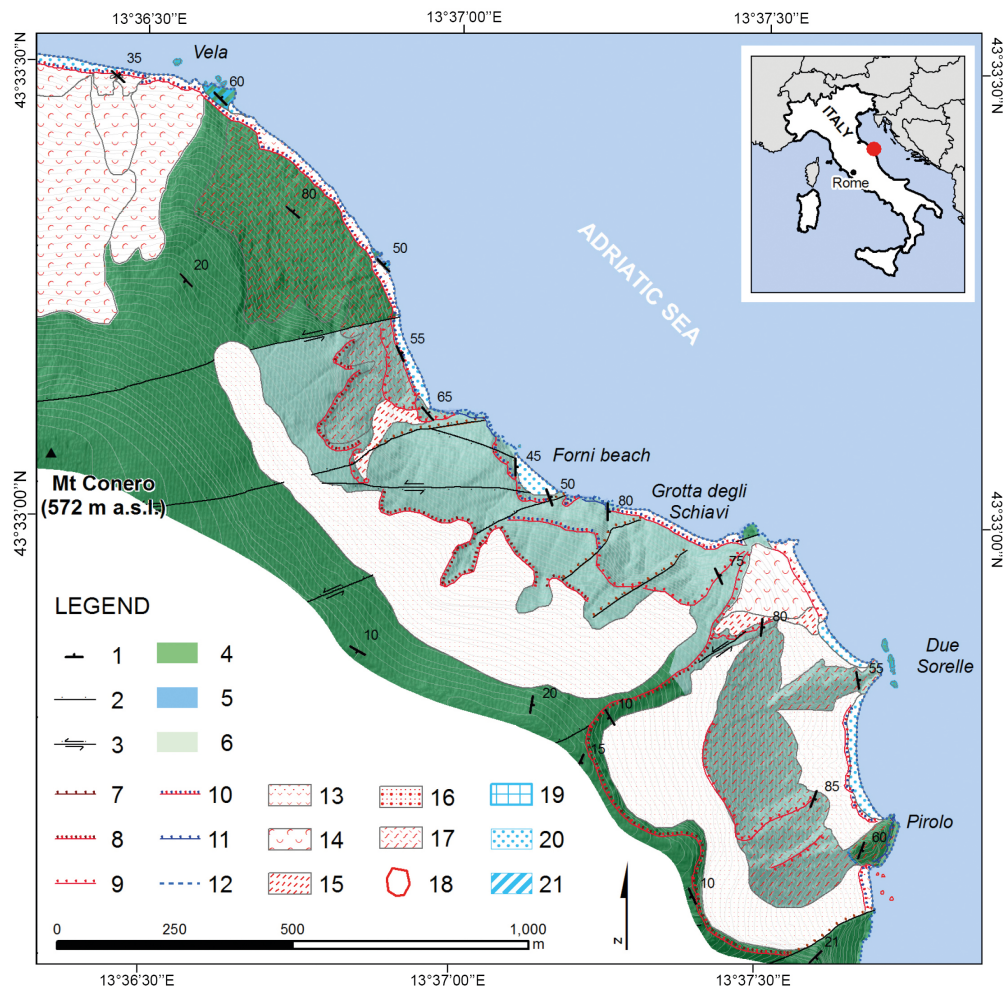 13°36'30"E
13°37'00"E
13°37'30"E
43°33'30"N
43°33'30"N
Vela
35
60
80
50
20
55
65
45
50
80
75
80
55
10
20
10
15
85
60
10
21
ITALY
Rome
ADRIATIC SEA
Forni beach
Grotta degli
Schiavi
Mt Conero
(572 m a.s.l.)
43°33'00"N
43°33'00"N
Due
Sorelle
Pirolo
LEGEND
1
4
2
5
3
6
7
10
13
16
19
8
11
14
17
20
9
12
15
18
21
0
250
500
1,000
m
N
13°36'00"E
13°37'00"E
13°37'30"E